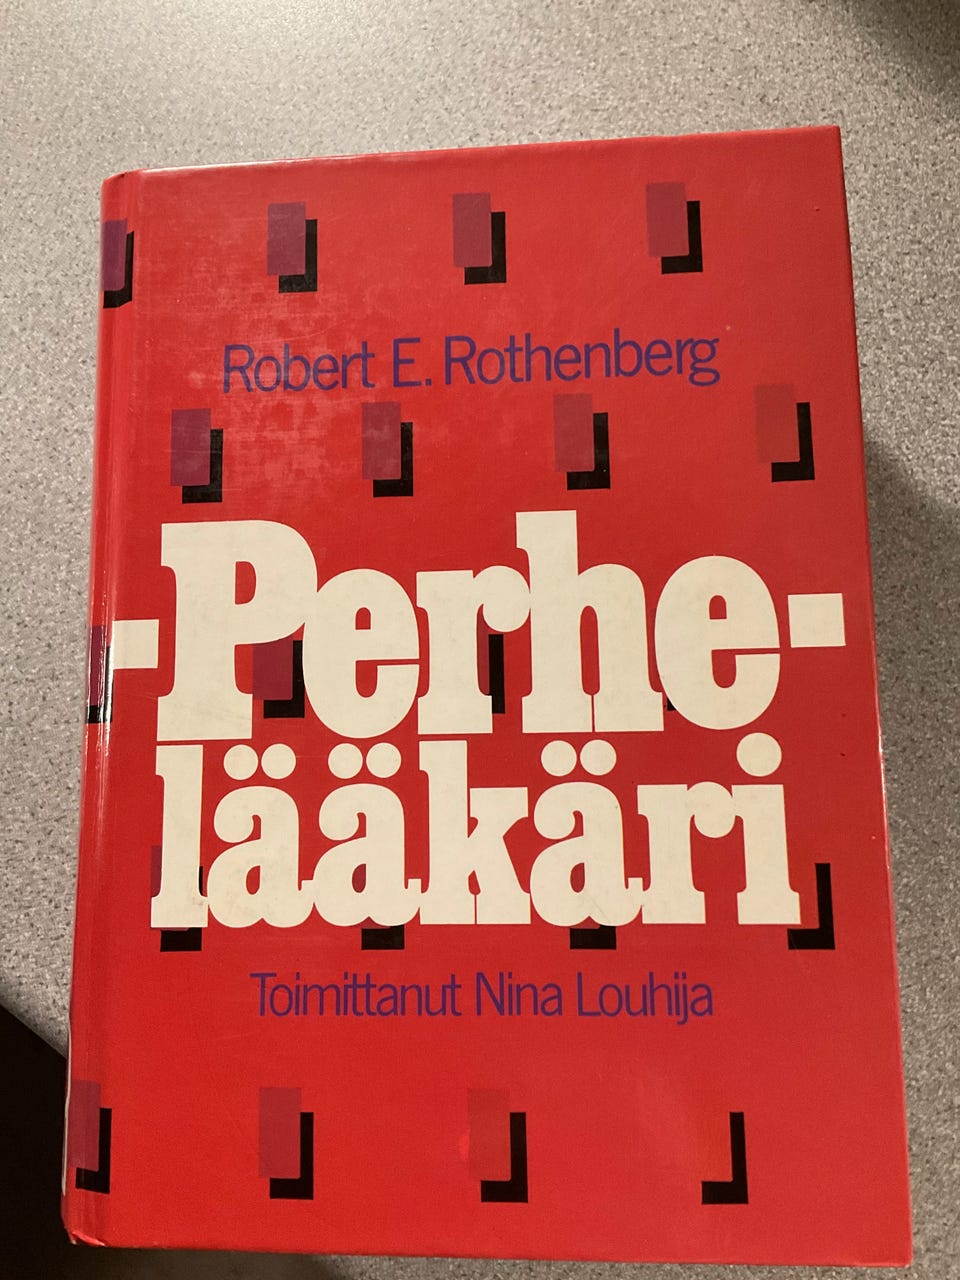 Robert E. Rothenberg
-Perhe-
lääkäri
Toimittanut Nina Louhija